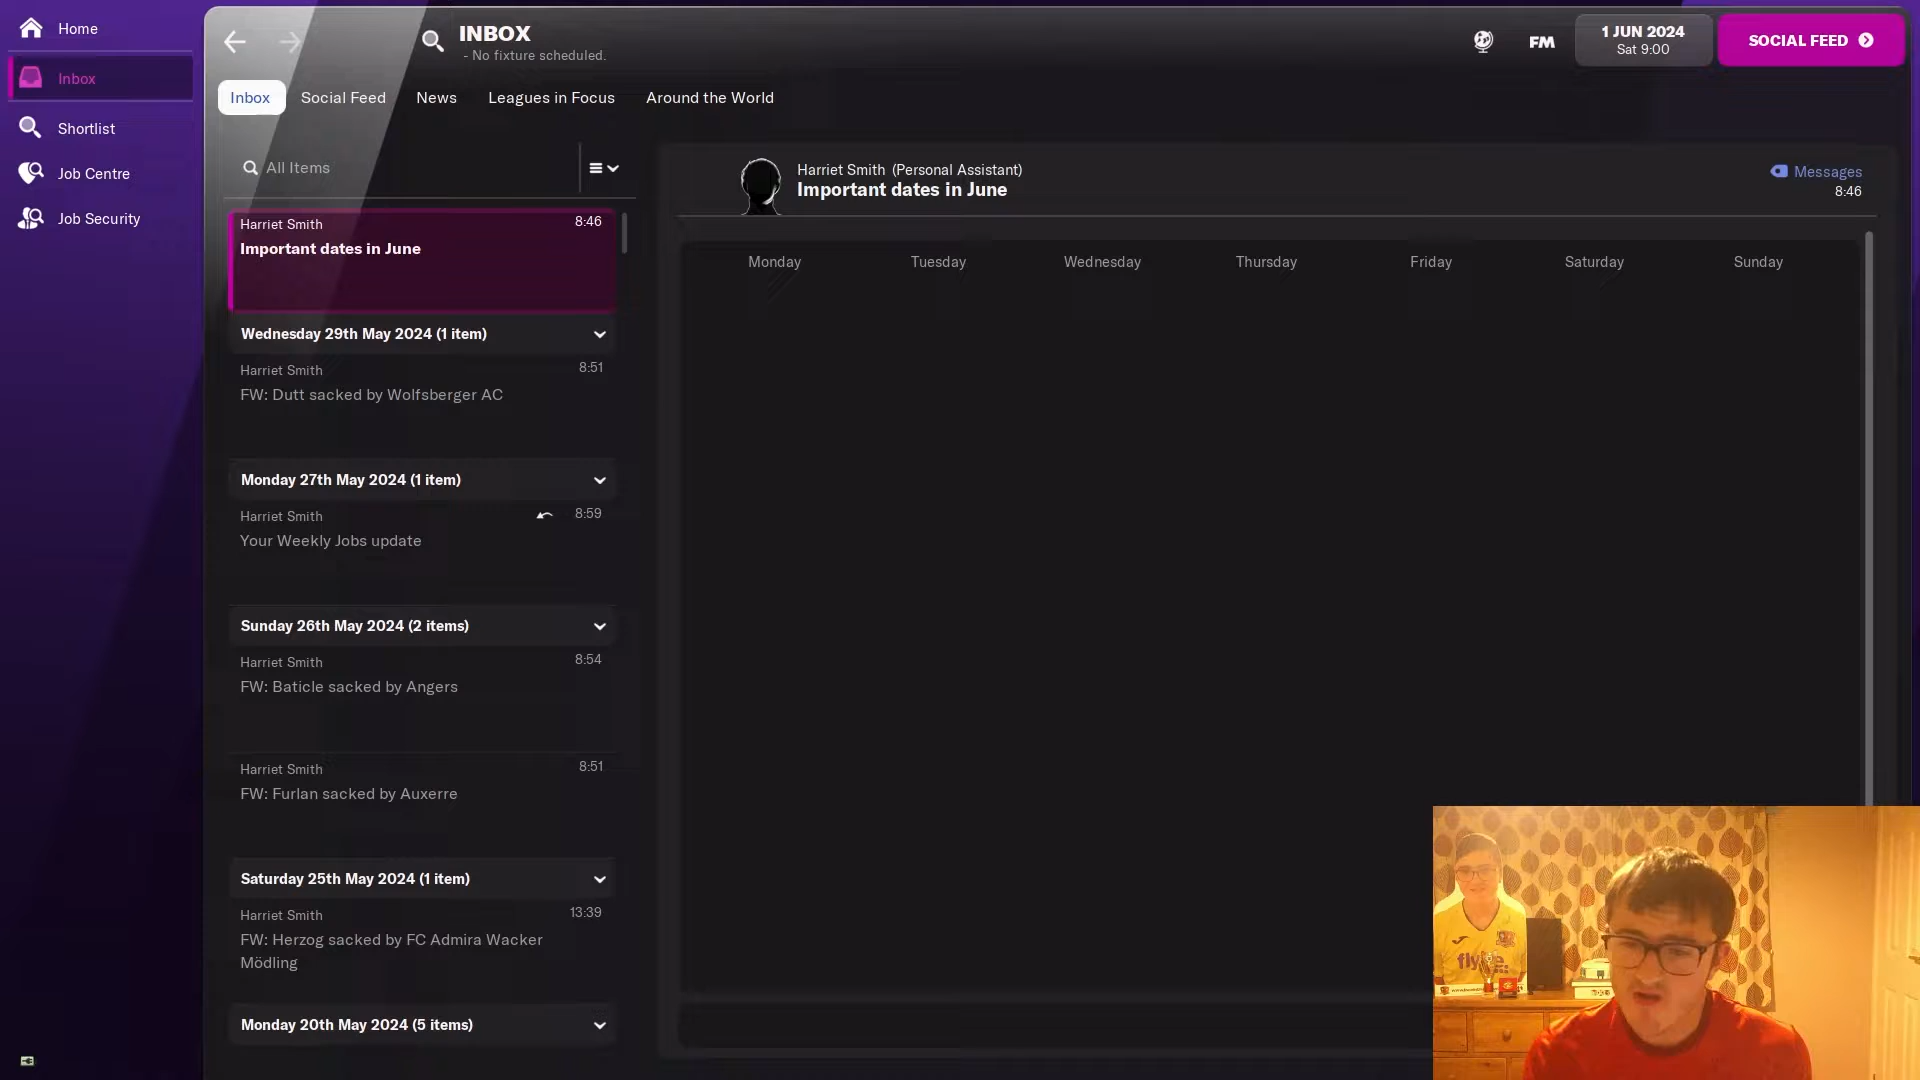 Home
Inbox
Shortlist
Job Centre
Job Security
INBOX
- No fixture scheduled.
FM
1 JUN 2024
Sat 9:00
SOCIAL FEED
Inbox
Social Feed
News
Leagues in Focus
Around the World
All Items
Harriet Smith
8:46
Important dates in June
Wednesday 29th May 2024 (1 item)
Harriet Smith
8:51
FW: Dutt sacked by Wolfsberger AC
Monday 27th May 2024 (1 item)
Harriet Smith
8:59
Your Weekly Jobs update
Sunday 26th May 2024 (2 items)
Harriet Smith
8:54
FW: Baticle sacked by Angers
Harriet Smith
8:51
FW: Furlan sacked by Auxerre
Saturday 25th May 2024 (1 item)
Harriet Smith
13:39
FW: Herzog sacked by FC Admira Wacker
Mödling
Monday 20th May 2024 (5 items)
Harriet Smith (Personal Assistant)
Important dates in June
Messages
8:46
Monday
Tuesday
Wednesday
Thursday
Friday
Saturday
Sunday